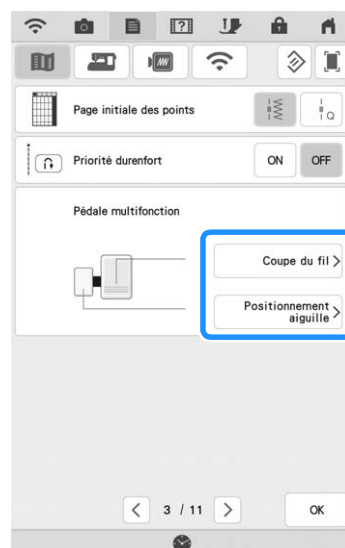 Page initiale des points
Q
Priorité durenfort
ON OFF
Pédale multifonction
Coupe du fil >
Positionnement >
aiguille
< 3 / 11 > OK